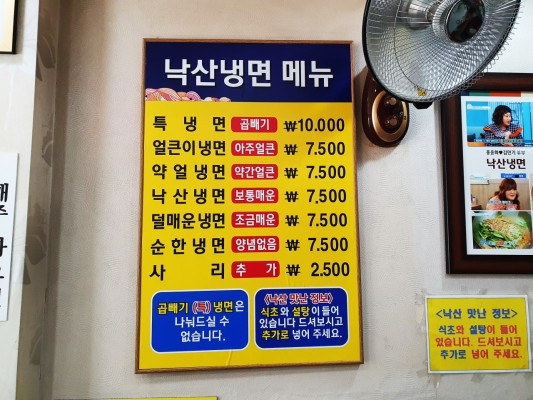 낙산냉면 메뉴
특 냉 면 곱빼기 ₩10.000
얼큰이냉면 아주얼큰 ₩ 7.500
약 얼 냉 면 약간얼큰 ₩ 7.500
낙 산 냉 면 보통매운 ₩ 7.500
덜매운냉면 조금매운 ₩ 7.500
순 한 냉 면 양념없음 ₩ 7.500
사 리 추 가 ₩ 2.500
곱빼기 (특) 냉면은
나눠드실 수
없습니다.
<낙산 맛난 정보>
식초와 설탕이 들어
있습니다 드셔보시고
추가로 넣어 주세요.
낙산냉면
<낙산 맛난 정보>
식초와 설탕이 들어
있습니다. 드셔보시고
추가로 넣어 주세요.